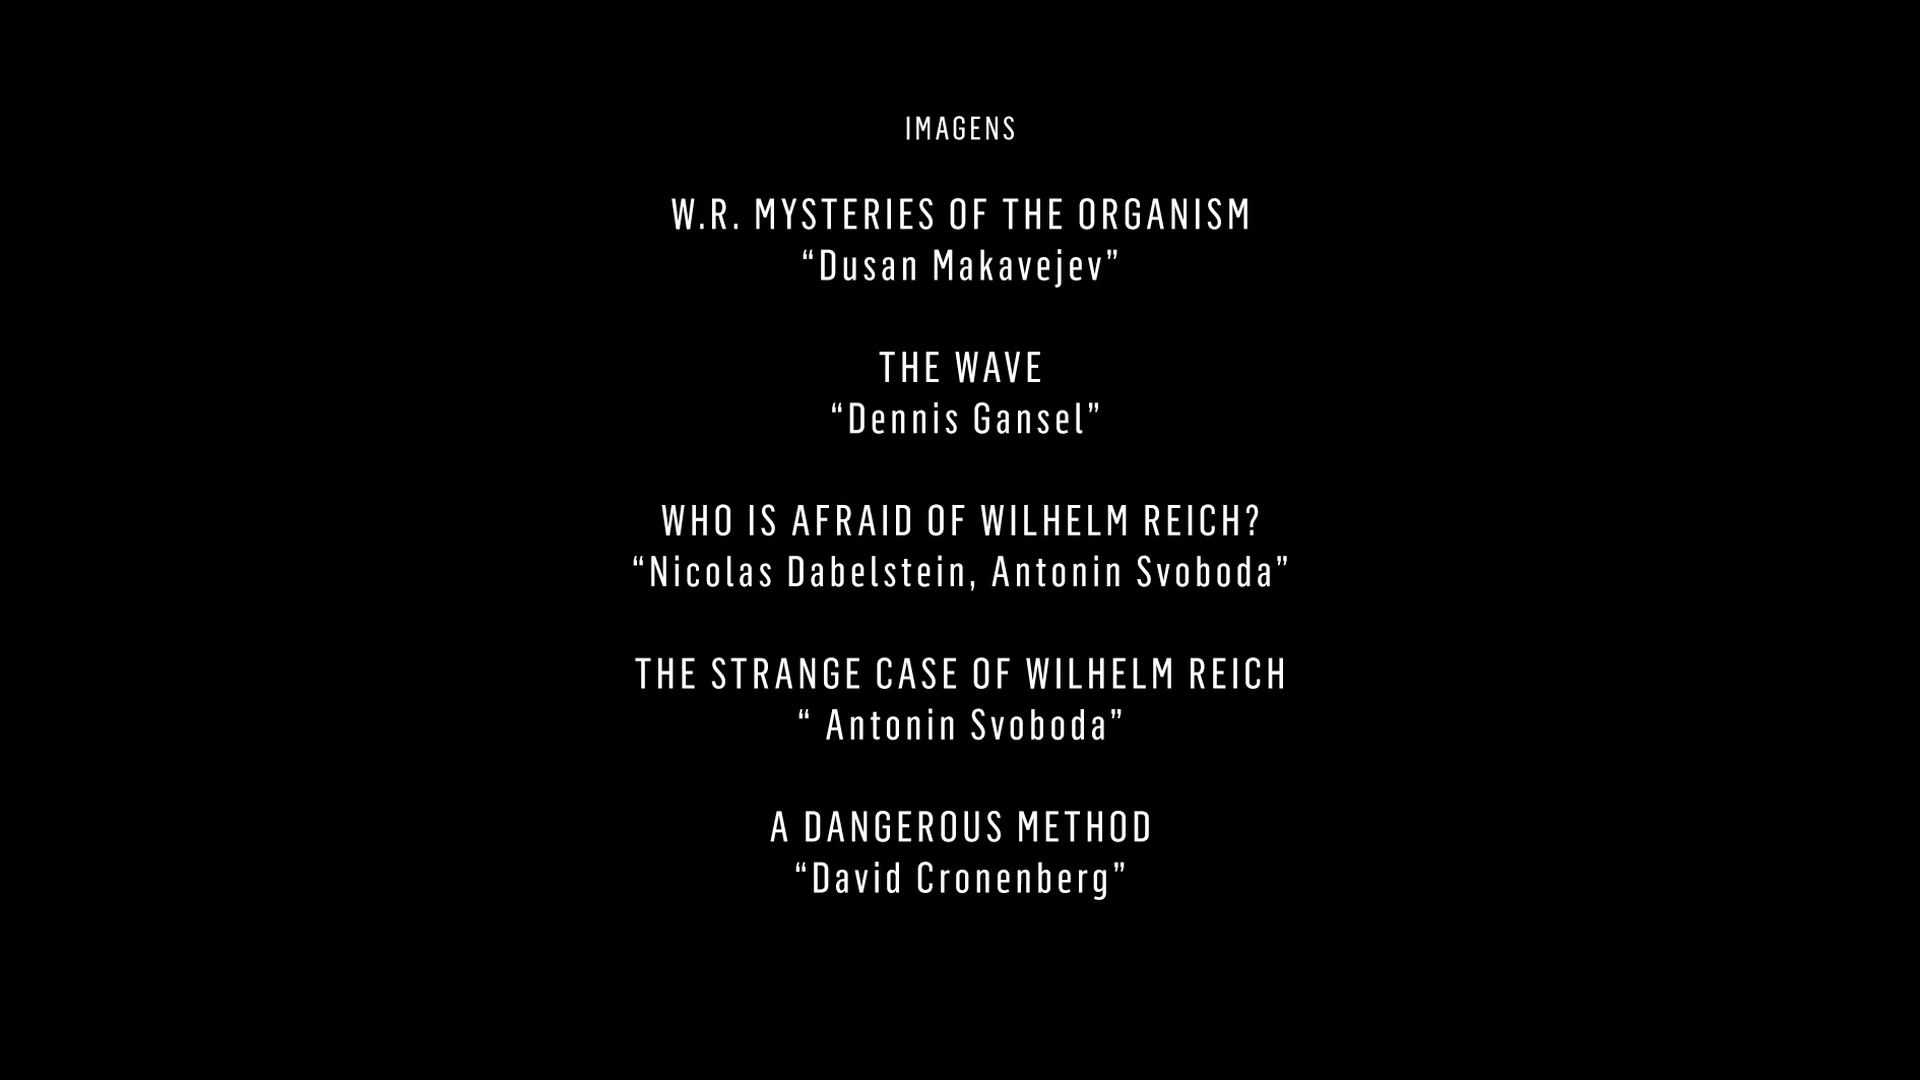 IMAGENS
W.R. MYSTERIES OF THE ORGANISM
“Dusan Makavejev”
THE WAVE
“Dennis Gansel”
WHO IS AFRAID OF WILHELM REICH?
“Nicolas Dabelstein, Antonin Svoboda”
THE STRANGE CASE OF WILHELM REICH
“ Antonin Svoboda”
A DANGEROUS METHOD
“David Cronenberg”